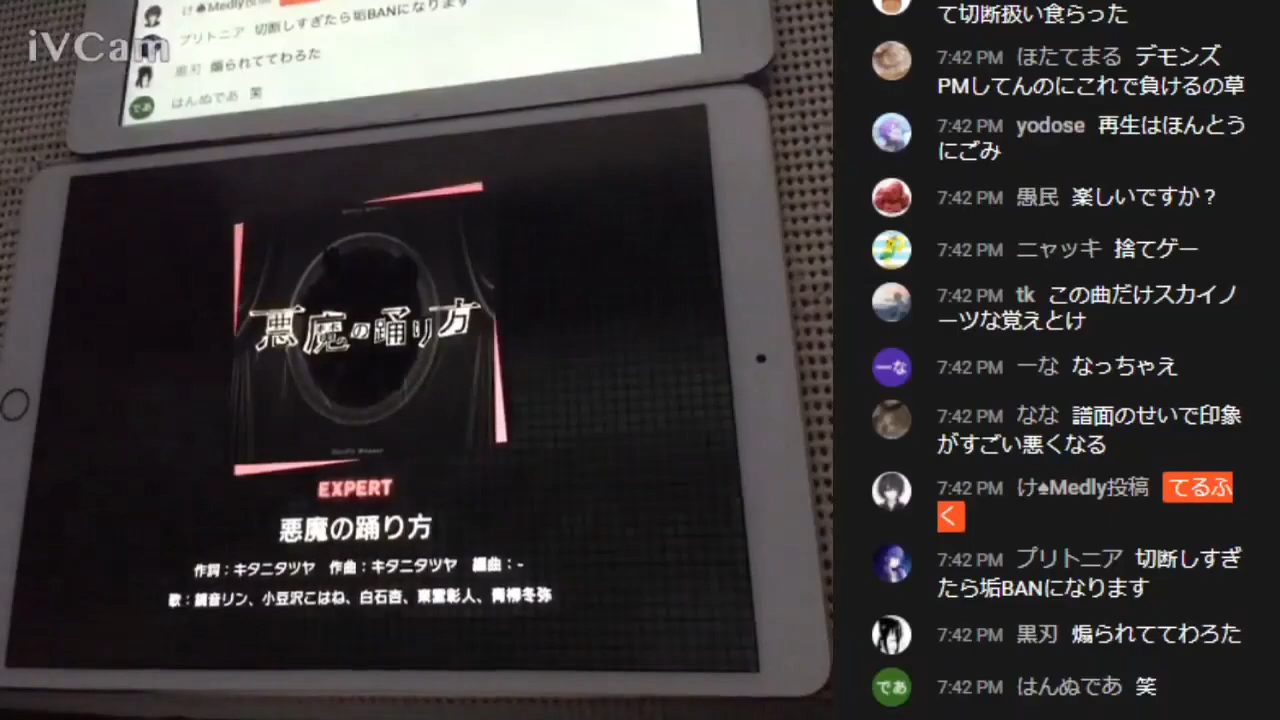 iVCam
プリトニア 切断しすぎたら垢BANになります
黒刃 煽られててわろた
であ はんぬであ 笑
悪魔の踊り方
EXPERT
悪魔の踊り方
作詞：キタニタツヤ 作曲：キタニタツヤ 編曲：-
歌：鏡音リン、小豆沢こはね、白石杏、東雲彰人、青柳冬弥
て切断扱い食らった
7:42 PM ほたてまる デモンズ
PMしてんのにこれで負けるの草
7:42 PM yodose 再生はほんとう
にごみ
7:42 PM 愚民 楽しいですか？
7:42 PM ニャッキ 捨てゲー
7:42 PM tk この曲だけスカイノ
ーツな覚えとけ
一な 7:42 PM 一な なっちゃえ
7:42 PM なな 譜面のせいで印象
がすごい悪くなる
7:42 PM け♠Medly投稿 てるふ
く
7:42 PM プリトニア 切断しすぎ
たら垢BANになります
7:42 PM 黒刃 煽られててわろた
であ 7:42 PM はんぬであ 笑